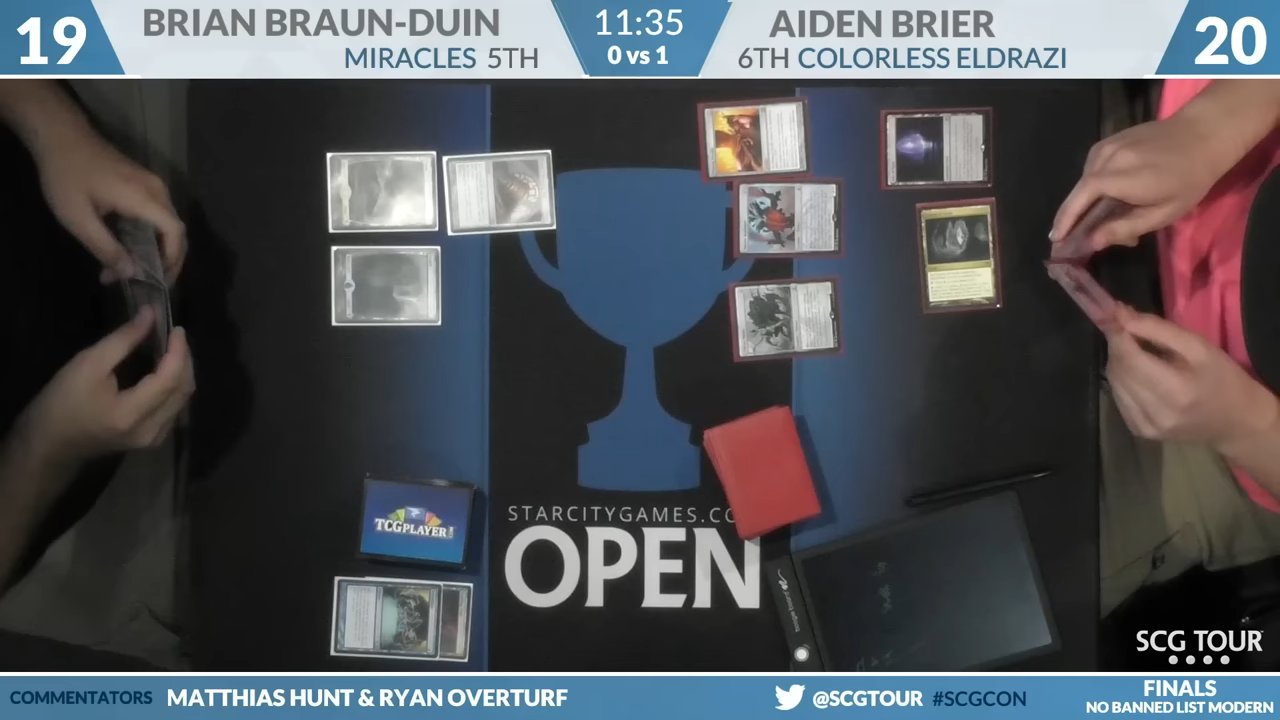 19
BRIAN BRAUN-DUIN
MIRACLES 5TH
11:35
0 vs 1
AIDEN BRIER
6TH COLORLESS ELDRAZI
20
TCGPLAYER
STARCITYGAMES.CO
OPEN
SCG TOUR
COMMENTATORS MATTHIAS HUNT & RYAN OVERTURF
@SCGTOUR #SCGCON
FINALS
NO BANNED LIST MODERN